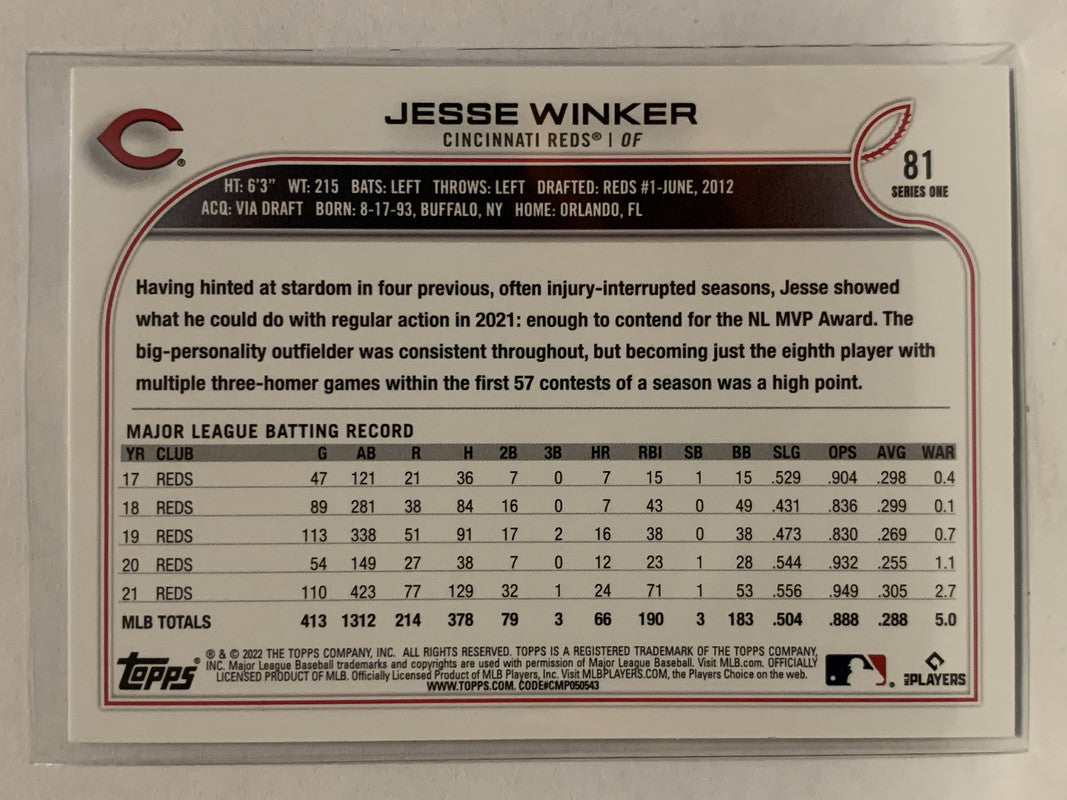 JESSE WINKER
CINCINNATI REDS® | OF
81
SERIES ONE
HT: 6'3" WT: 215 BATS: LEFT THROWS: LEFT DRAFTED: REDS #1-JUNE, 2012
ACQ: VIA DRAFT BORN: 8-17-93, BUFFALO, NY HOME: ORLANDO, FL
Having hinted at stardom in four previous, often injury-interrupted seasons, Jesse showed
what he could do with regular action in 2021: enough to contend for the NL MVP Award. The
big-personality outfielder was consistent throughout, but becoming just the eighth player with
multiple three-homer games within the first 57 contests of a season was a high point.
MAJOR LEAGUE BATTING RECORD
YR CLUB G AB R H 2B 3B HR RBI SB BB SLG OPS AVG WAR
17 REDS 47 121 21 36 7 0 7 15 1 15 .529 .904 .298 0.4
18 REDS 89 281 38 84 16 0 7 43 0 49 .431 .836 .299 0.1
19 REDS 113 338 51 91 17 2 16 38 0 38 .473 .830 .269 0.7
20 REDS 54 149 27 38 7 0 12 23 1 28 .544 .932 .255 1.1
21 REDS 110 423 77 129 32 1 24 71 1 53 .556 .949 .305 2.7
MLB TOTALS 413 1312 214 378 79 3 66 190 3 183 .504 .888 .288 5.0
Topps
® & © 2022 THE TOPPS COMPANY, INC. ALL RIGHTS RESERVED. TOPPS IS A REGISTERED TRADEMARK OF THE TOPPS COMPANY,
INC. Major League Baseball trademarks and copyrights are used with permission of Major League Baseball. Visit MLB.com. OFFICIALLY
LICENSED PRODUCT OF MLB. Officially Licensed Product of MLB Players, Inc. Visit MLBPLAYERS.COM, the Players Choice on the web.
WWW.TOPPS.COM. CODE#CMP050543
MLB PLAYERS